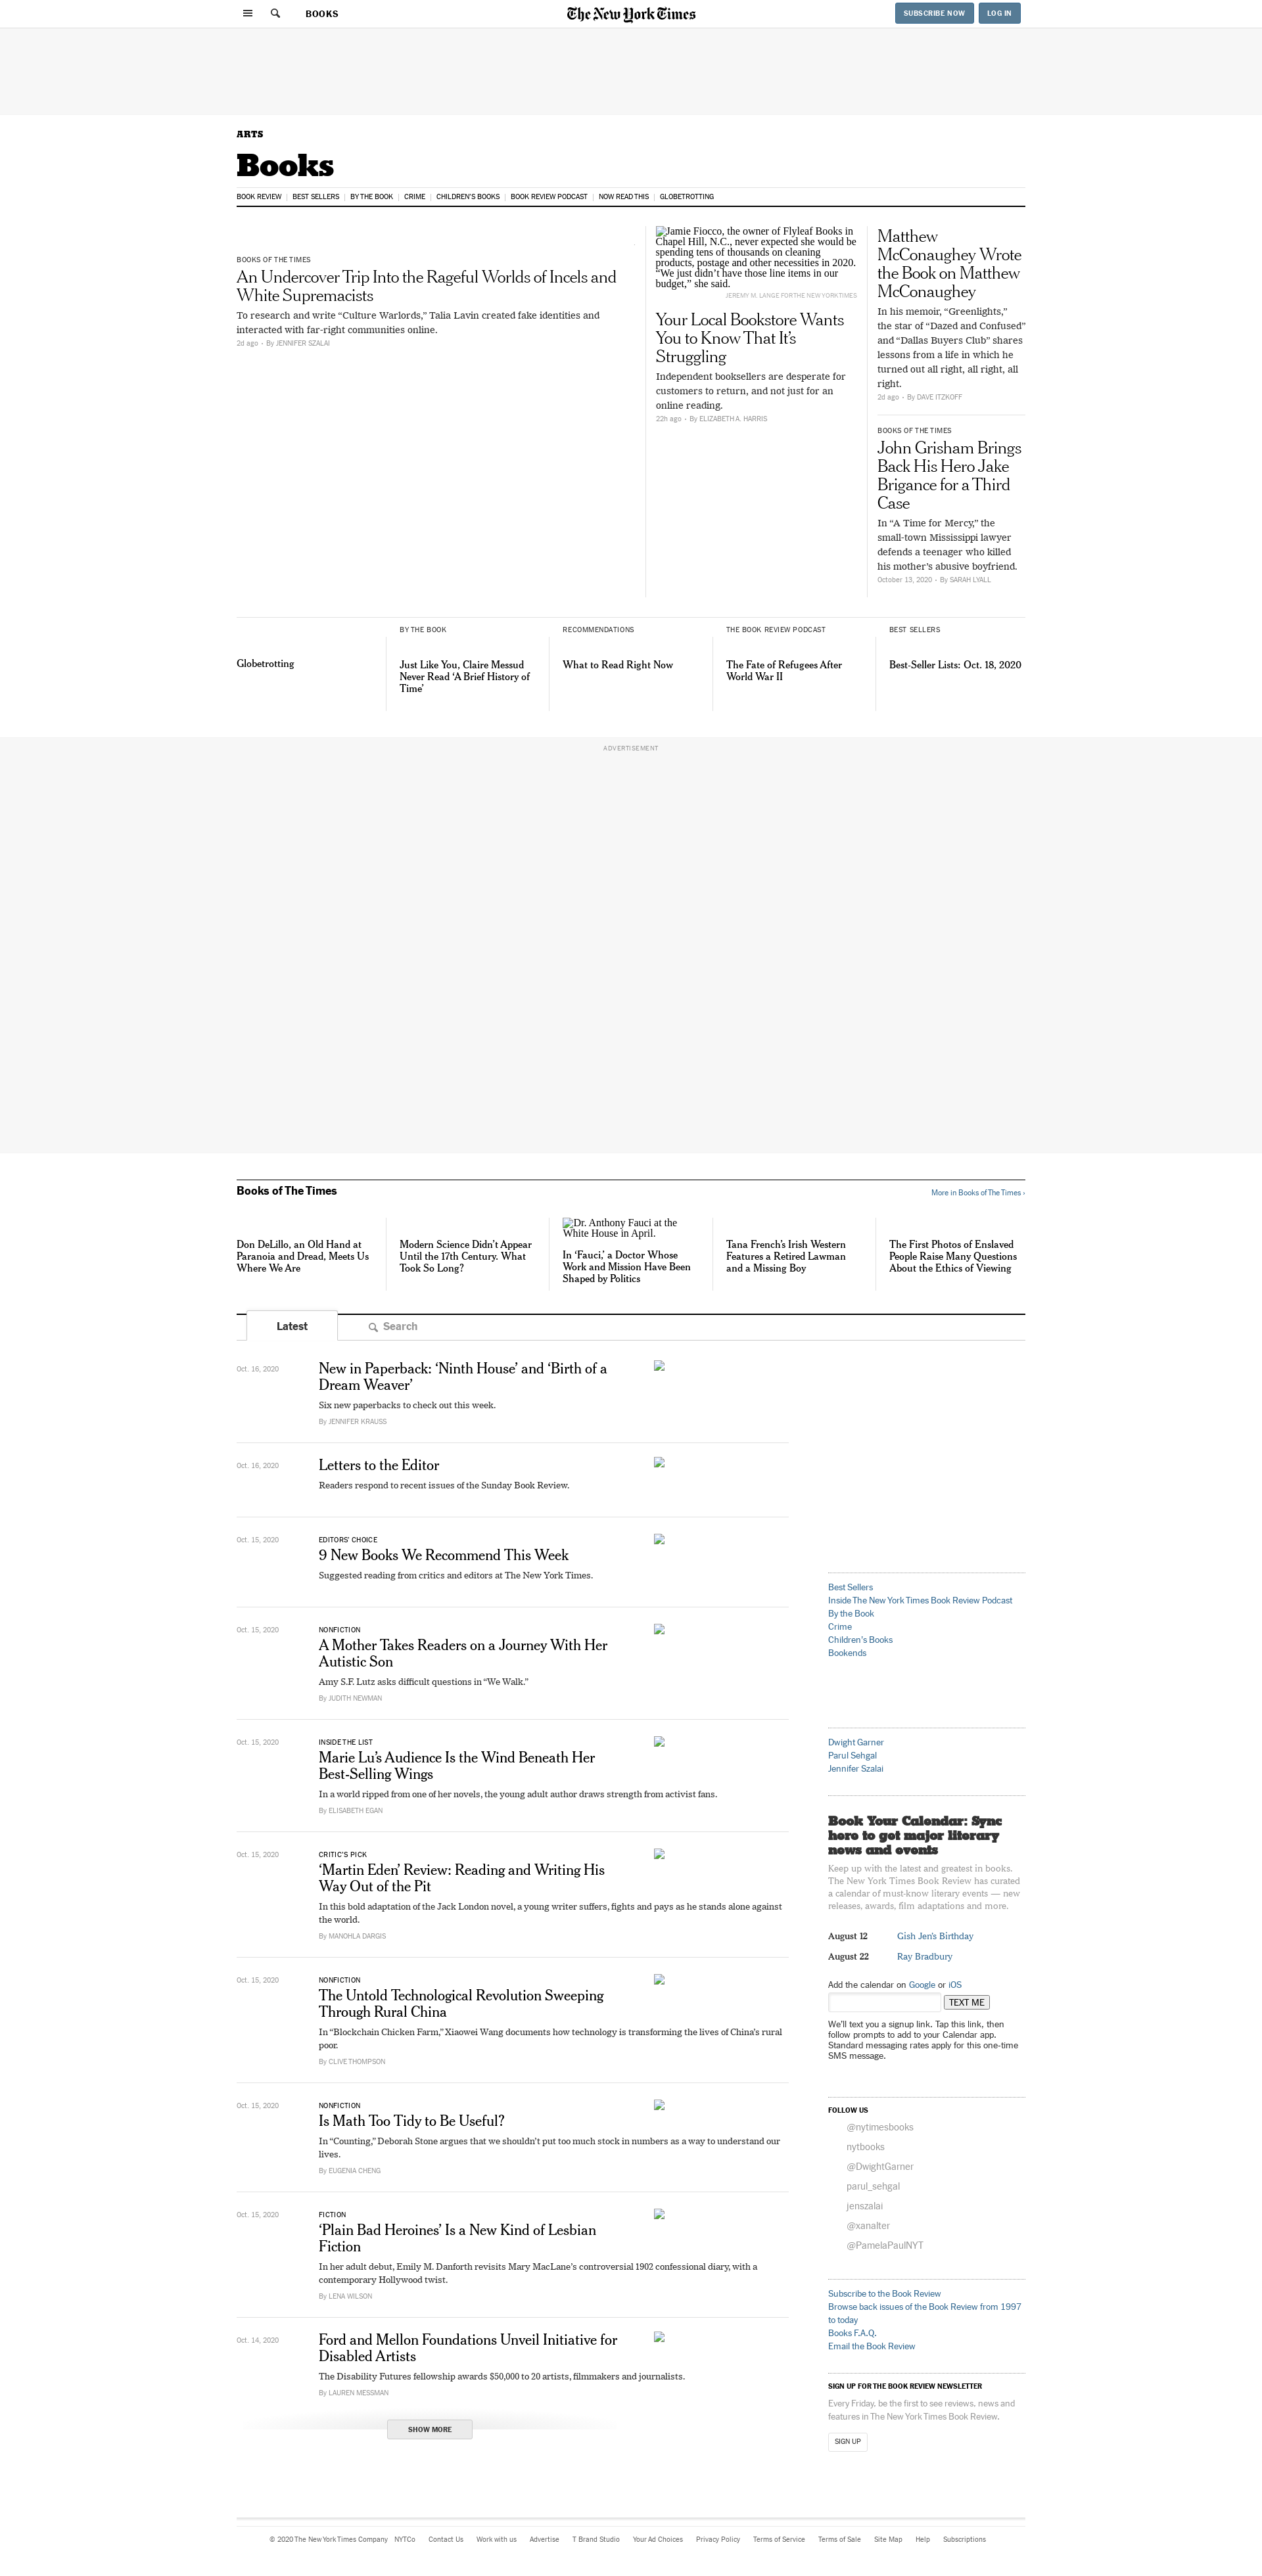 BOOKS
The New York Times
SUBSCRIBE NOW
LOG IN
ARTS
Books
BOOK REVIEW | BEST SELLERS | BY THE BOOK | CRIME | CHILDREN'S BOOKS | BOOK REVIEW PODCAST | NOW READ THIS | GLOBETROTTING
BOOKS OF THE TIMES
An Undercover Trip Into the Rageful Worlds of Incels and
White Supremacists
To research and write “Culture Warlords,” Talia Lavin created fake identities and
interacted with far-right communities online.
2d ago · By JENNIFER SZALAI
Jamie Fiocco, the owner of Flyleaf Books in
Chapel Hill, N.C., never expected she would be
spending tens of thousands on cleaning
products, postage and other necessities in 2020.
“We just didn’t have those line items in our
budget,” she said.
JEREMY M. LANGE FOR THE NEW YORK TIMES
Your Local Bookstore Wants
You to Know That It’s
Struggling
Independent booksellers are desperate for
customers to return, and not just for an
online reading.
22h ago · By ELIZABETH A. HARRIS
Matthew
McConaughey Wrote
the Book on Matthew
McConaughey
In his memoir, “Greenlights,”
the star of “Dazed and Confused”
and “Dallas Buyers Club” shares
lessons from a life in which he
turned out all right, all right, all
right.
2d ago · By DAVE ITZKOFF
BOOKS OF THE TIMES
John Grisham Brings
Back His Hero Jake
Brigance for a Third
Case
In “A Time for Mercy,” the
small-town Mississippi lawyer
defends a teenager who killed
his mother’s abusive boyfriend.
October 13, 2020 · By SARAH LYALL
Globetrotting
BY THE BOOK
Just Like You, Claire Messud
Never Read ‘A Brief History of
Time’
RECOMMENDATIONS
What to Read Right Now
THE BOOK REVIEW PODCAST
The Fate of Refugees After
World War II
BEST SELLERS
Best-Seller Lists: Oct. 18, 2020
ADVERTISEMENT
Books of The Times
More in Books of The Times ›
Don DeLillo, an Old Hand at
Paranoia and Dread, Meets Us
Where We Are
Modern Science Didn’t Appear
Until the 17th Century. What
Took So Long?
Dr. Anthony Fauci at the
White House in April.
In ‘Fauci,’ a Doctor Whose
Work and Mission Have Been
Shaped by Politics
Tana French’s Irish Western
Features a Retired Lawman
and a Missing Boy
The First Photos of Enslaved
People Raise Many Questions
About the Ethics of Viewing
Latest
Search
Oct. 16, 2020
New in Paperback: ‘Ninth House’ and ‘Birth of a
Dream Weaver’
Six new paperbacks to check out this week.
By JENNIFER KRAUSS
Oct. 16, 2020
Letters to the Editor
Readers respond to recent issues of the Sunday Book Review.
Oct. 15, 2020
EDITORS’ CHOICE
9 New Books We Recommend This Week
Suggested reading from critics and editors at The New York Times.
Oct. 15, 2020
NONFICTION
A Mother Takes Readers on a Journey With Her
Autistic Son
Amy S.F. Lutz asks difficult questions in “We Walk.”
By JUDITH NEWMAN
Oct. 15, 2020
INSIDE THE LIST
Marie Lu’s Audience Is the Wind Beneath Her
Best-Selling Wings
In a world ripped from one of her novels, the young adult author draws strength from activist fans.
By ELISABETH EGAN
Oct. 15, 2020
CRITIC’S PICK
‘Martin Eden’ Review: Reading and Writing His
Way Out of the Pit
In this bold adaptation of the Jack London novel, a young writer suffers, fights and pays as he stands alone against
the world.
By MANOHLA DARGIS
Oct. 15, 2020
NONFICTION
The Untold Technological Revolution Sweeping
Through Rural China
In “Blockchain Chicken Farm,” Xiaowei Wang documents how technology is transforming the lives of China’s rural
poor.
By CLIVE THOMPSON
Oct. 15, 2020
NONFICTION
Is Math Too Tidy to Be Useful?
In “Counting,” Deborah Stone argues that we shouldn’t put too much stock in numbers as a way to understand our
lives.
By EUGENIA CHENG
Oct. 15, 2020
FICTION
‘Plain Bad Heroines’ Is a New Kind of Lesbian
Fiction
In her adult debut, Emily M. Danforth revisits Mary MacLane’s controversial 1902 confessional diary, with a
contemporary Hollywood twist.
By LENA WILSON
Oct. 14, 2020
Ford and Mellon Foundations Unveil Initiative for
Disabled Artists
The Disability Futures fellowship awards $50,000 to 20 artists, filmmakers and journalists.
By LAUREN MESSMAN
SHOW MORE
Best Sellers
Inside The New York Times Book Review Podcast
By the Book
Crime
Children's Books
Bookends
Dwight Garner
Parul Sehgal
Jennifer Szalai
Book Your Calendar: Sync
here to get major literary
news and events
Keep up with the latest and greatest in books.
The New York Times Book Review has curated
a calendar of must-know literary events — new
releases, awards, film adaptations and more.
August 12 Gish Jen's Birthday
August 22 Ray Bradbury
Add the calendar on Google or iOS
TEXT ME
We’ll text you a signup link. Tap this link, then
follow prompts to add to your Calendar app.
Standard messaging rates apply for this one-time
SMS message.
FOLLOW US
@nytimesbooks
nytbooks
@DwightGarner
parul_sehgal
jenszalai
@xanalter
@PamelaPaulNYT
Subscribe to the Book Review
Browse back issues of the Book Review from 1997
to today
Books F.A.Q.
Email the Book Review
SIGN UP FOR THE BOOK REVIEW NEWSLETTER
Every Friday, be the first to see reviews, news and
features in The New York Times Book Review.
SIGN UP
© 2020 The New York Times Company NYTCo Contact Us Work with us Advertise T Brand Studio Your Ad Choices Privacy Policy Terms of Service Terms of Sale Site Map Help Subscriptions